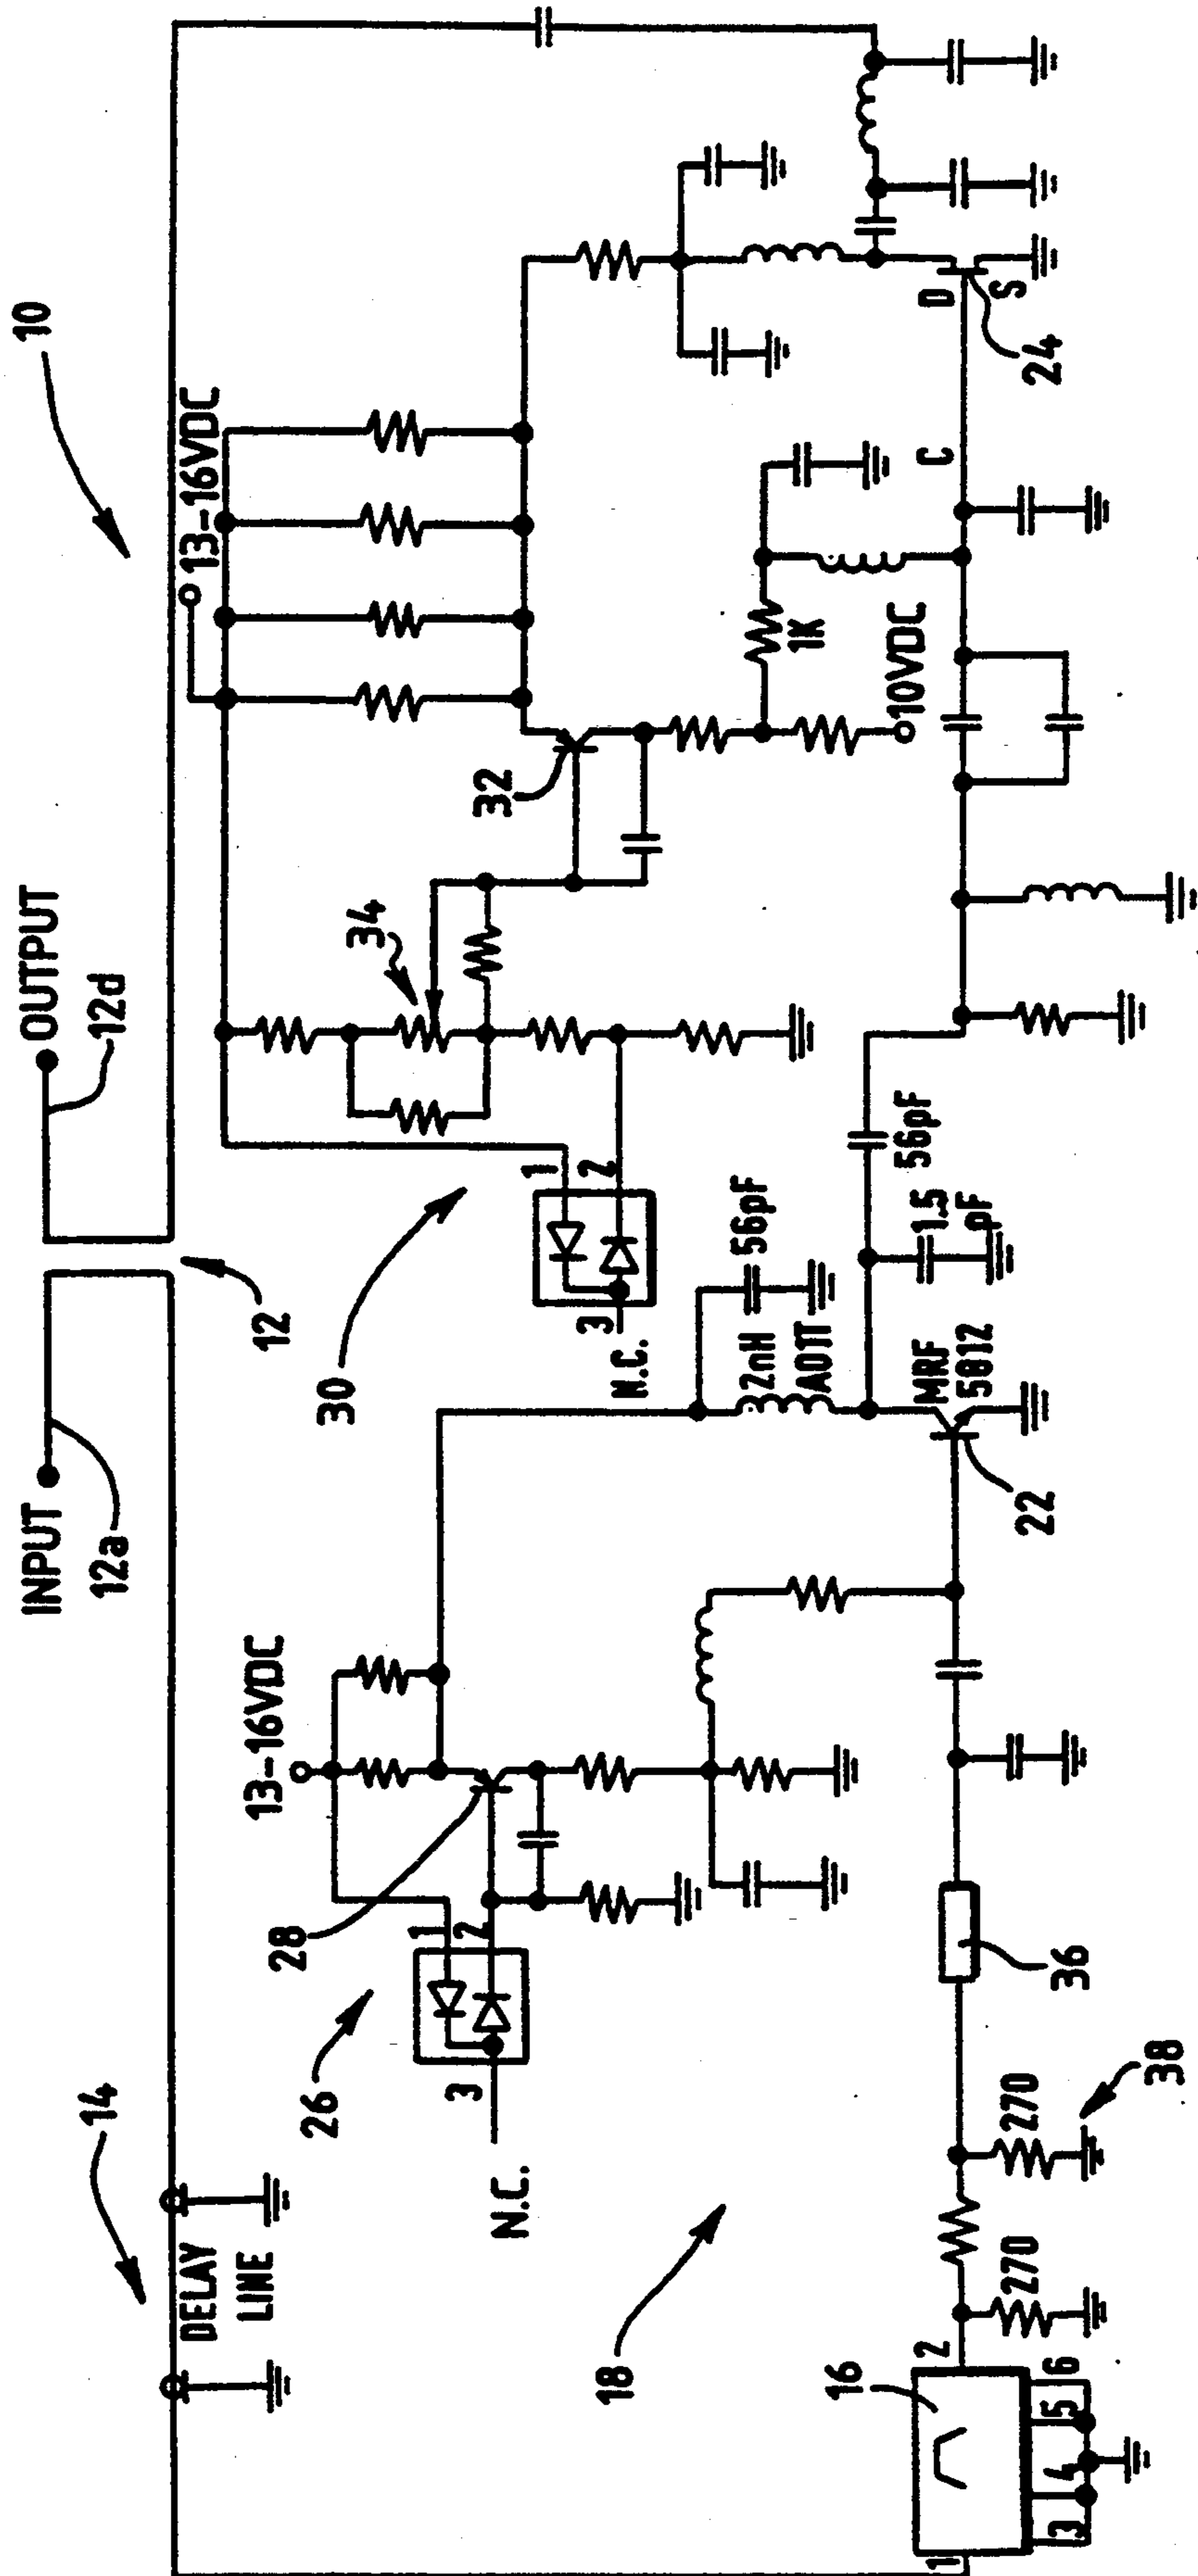 10
INPUT
12a
12
OUTPUT
12d
14
DELAY
LINE
13-16VDC
13-16VDC
28
1
2
3
N.C.
26
34
32
30
1
2
3
N.C.
1K
10VDC
2nH
A01T
56pF
56pF
1.5
pF
MRF
5812
22
C
D
S
24
18
16
1
2
3
4
5
6
270
270
38
36